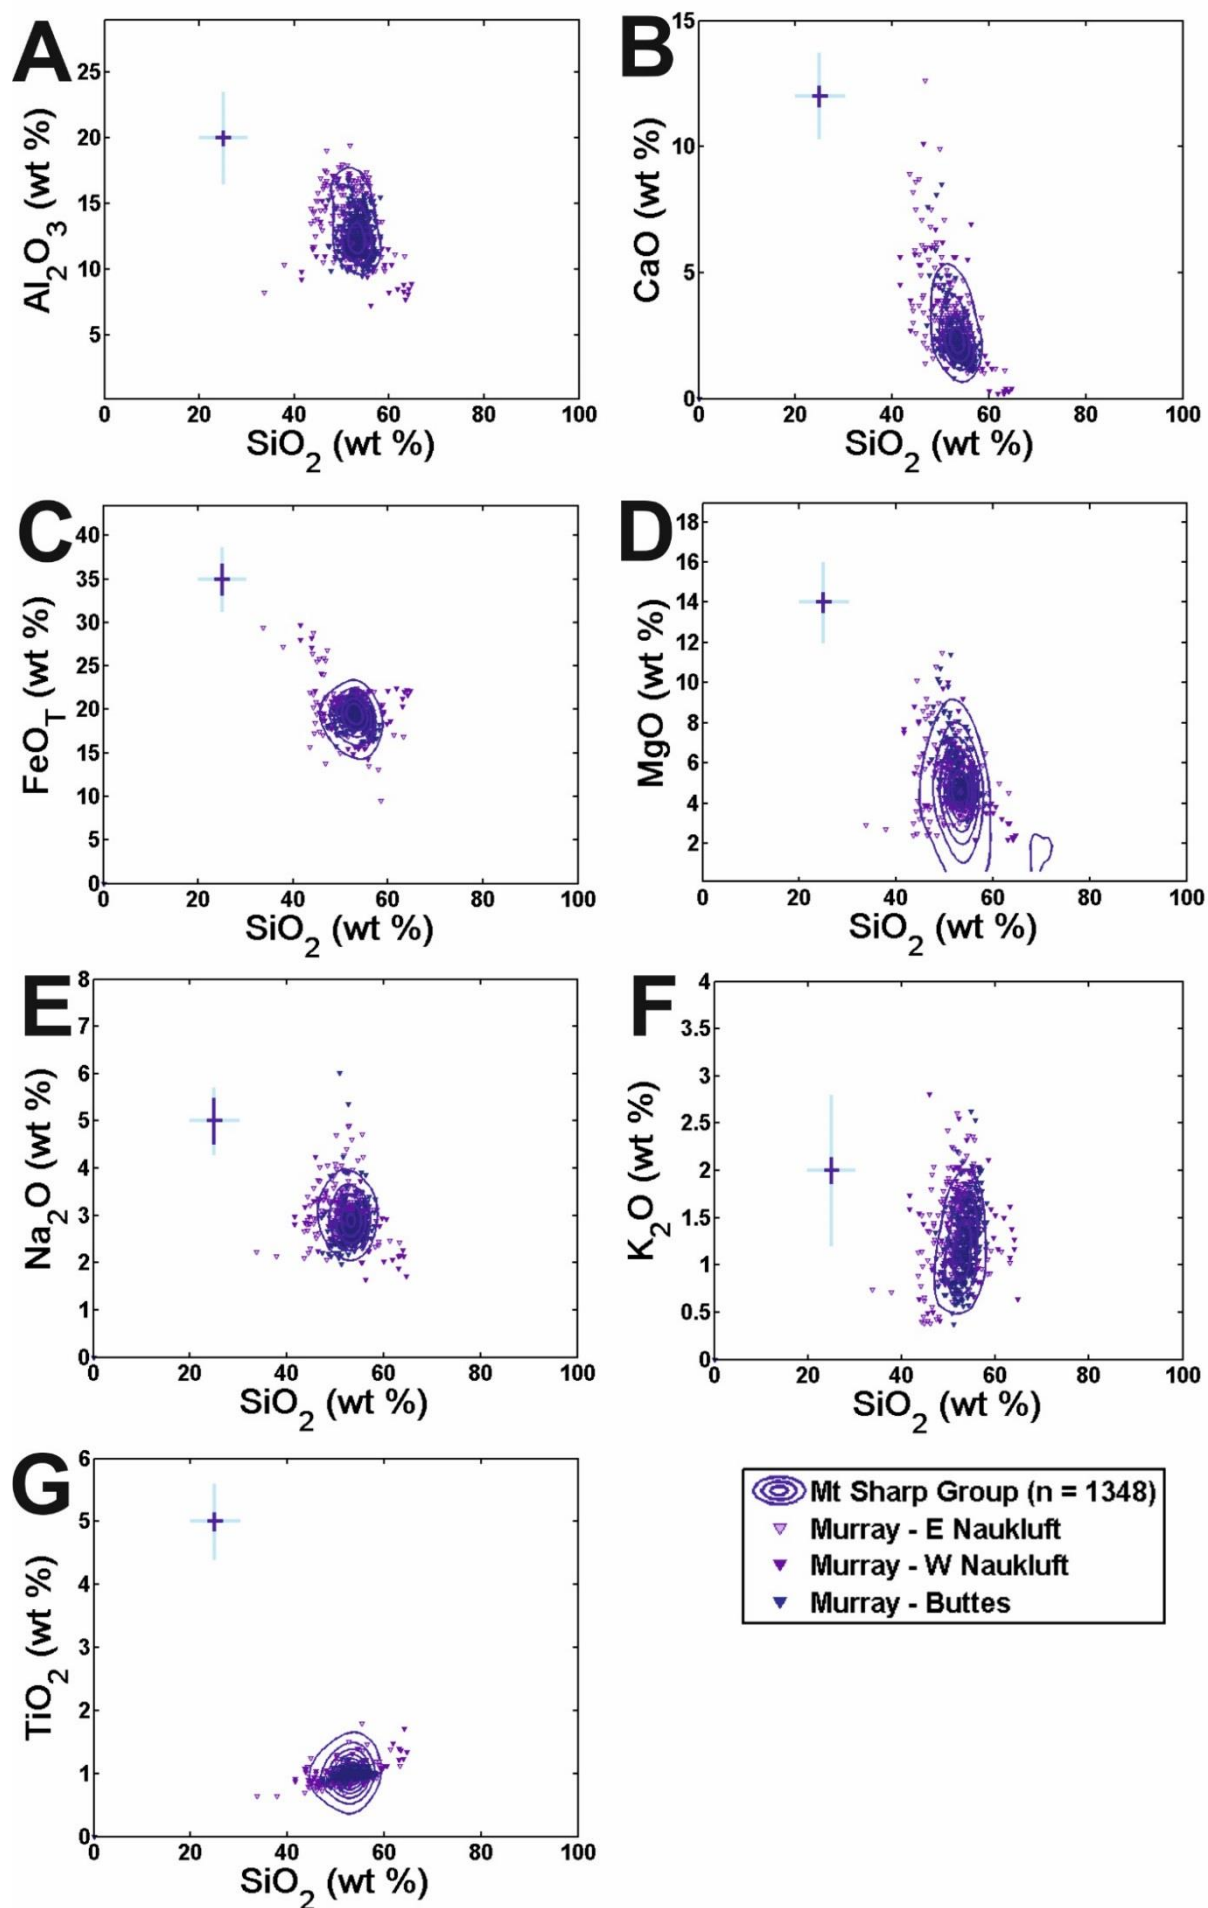 A
Al2O3 (wt %)
25
20
15
10
5
0 20 40 60 80 100
SiO2 (wt %)
B
CaO (wt %)
15
10
5
0
0 20 40 60 80 100
SiO2 (wt %)
C
FeOT (wt %)
40
35
30
25
20
15
10
5
0
0 20 40 60 80 100
SiO2 (wt %)
D
MgO (wt %)
18
16
14
12
10
8
6
4
2
0 20 40 60 80 100
SiO2 (wt %)
E
Na2O (wt %)
8
7
6
5
4
3
2
1
0
0 20 40 60 80 100
SiO2 (wt %)
F
K2O (wt %)
4
3.5
3
2.5
2
1.5
1
0.5
0
0 20 40 60 80 100
SiO2 (wt %)
G
TiO2 (wt %)
6
5
4
3
2
1
0
0 20 40 60 80 100
SiO2 (wt %)
Mt Sharp Group (n = 1348)
Murray - E Naukluft
Murray - W Naukluft
Murray - Buttes